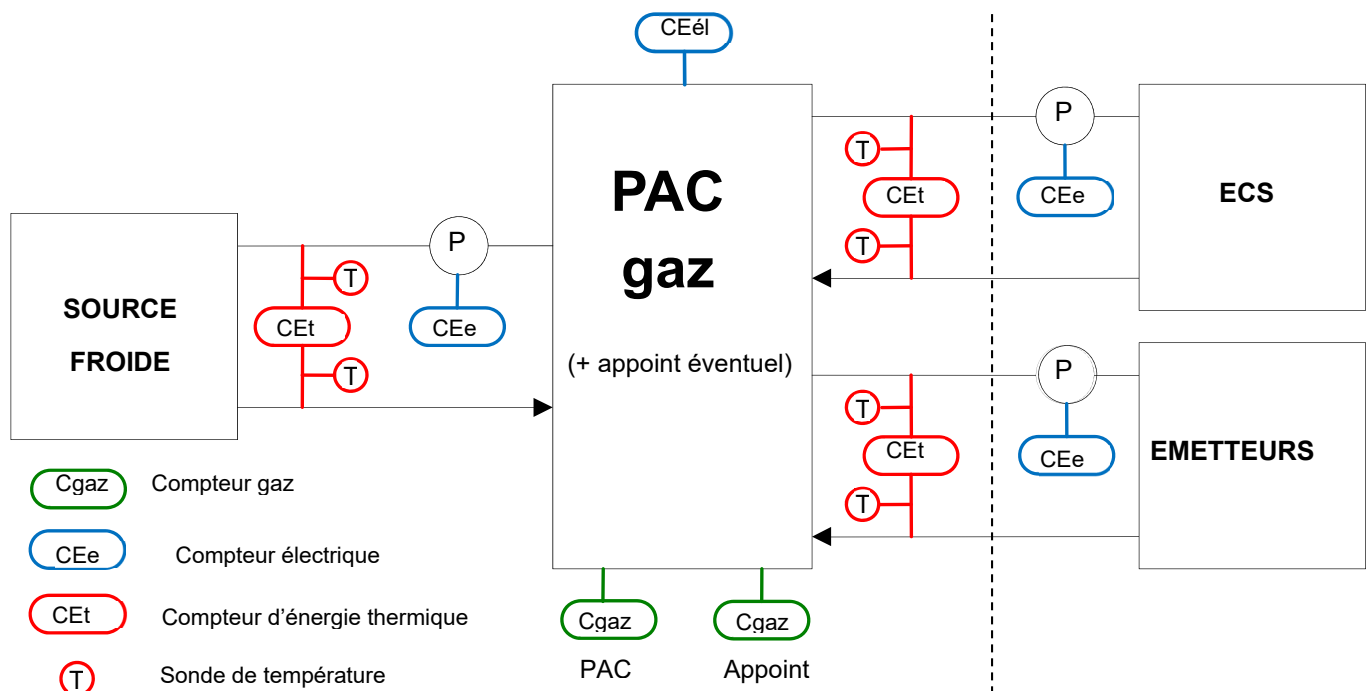 CEél
PAC
gaz
(+ appoint éventuel)
SOURCE
FROIDE
T
CEt
T
P
CEe
T
CEt
T
P
CEe
ECS
T
CEt
T
P
CEe
EMETTEURS
Cgaz
PAC
Cgaz
Appoint
Cgaz Compteur gaz
CEe Compteur électrique
CEt Compteur d’énergie thermique
T Sonde de température